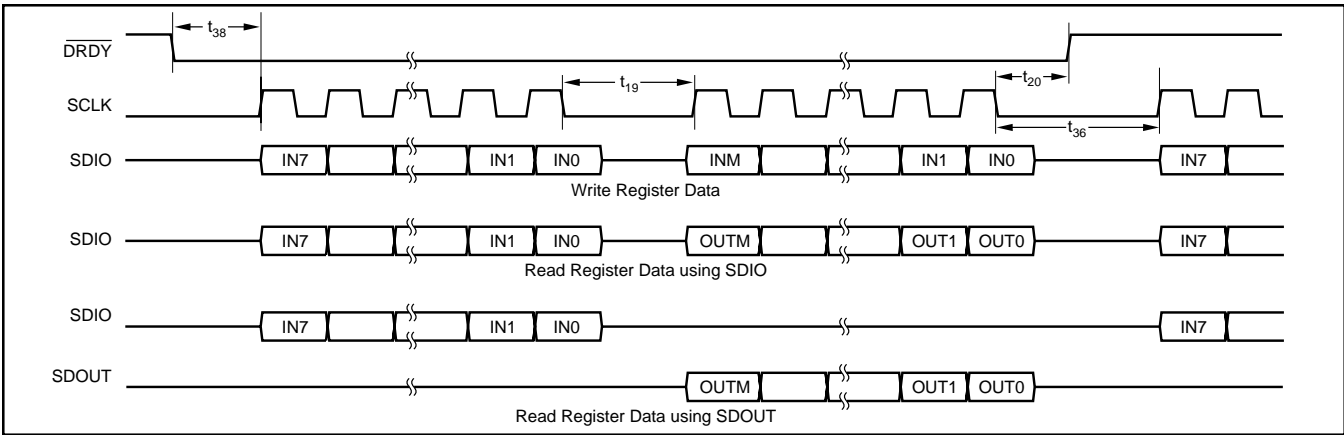 t38
DRDY
t19 t20
SCLK
t36
SDIO IN7 IN1 IN0 INM IN1 IN0 IN7
Write Register Data
SDIO IN7 IN1 IN0 OUTM OUT1 OUT0 IN7
Read Register Data using SDIO
SDIO IN7 IN1 IN0 IN7
SDOUT OUTM OUT1 OUT0
Read Register Data using SDOUT